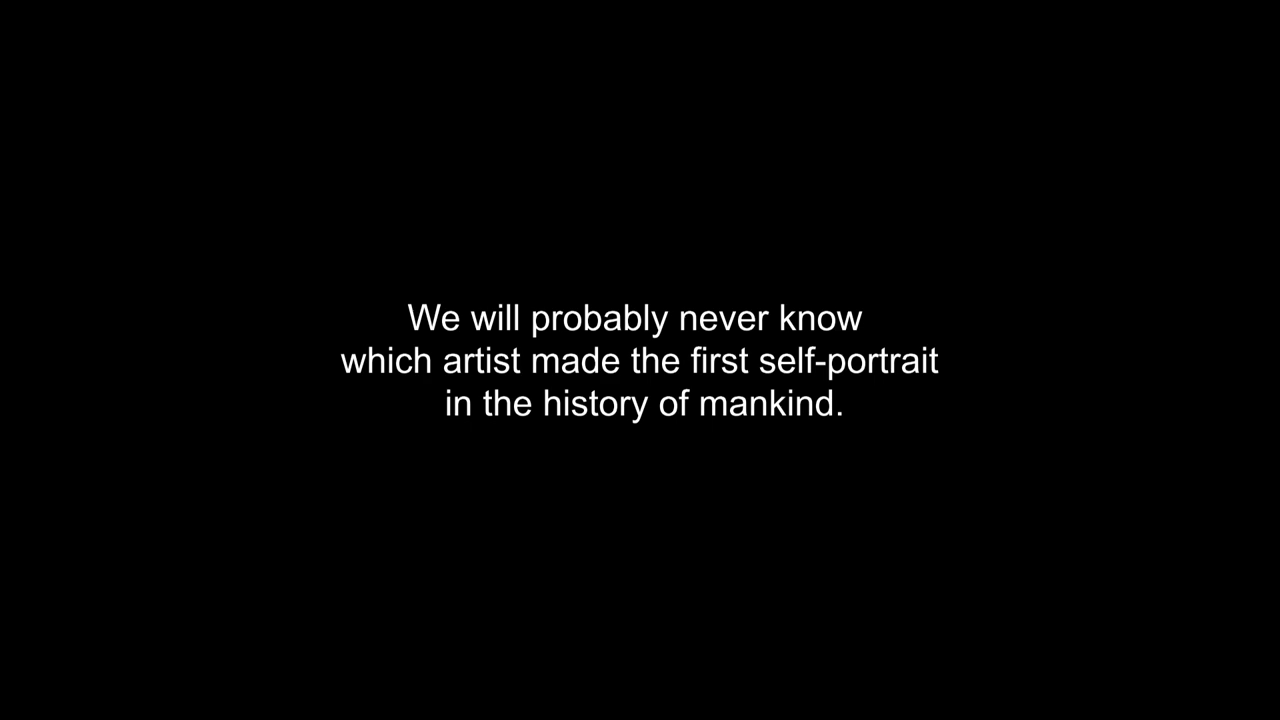 We will probably never know
which artist made the first self-portrait
in the history of mankind.